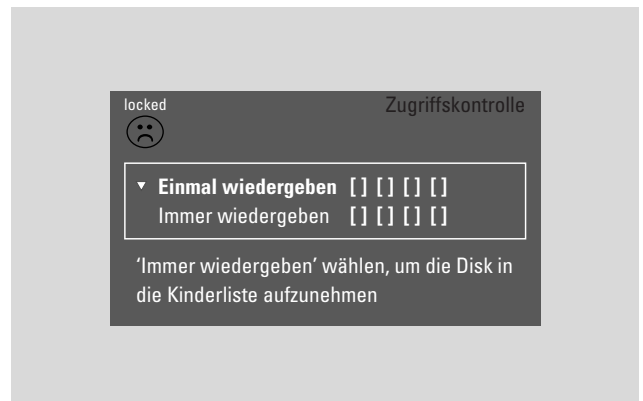 locked
Zugriffskontrolle
Einmal wiedergeben [ ] [ ] [ ] [ ]
Immer wiedergeben [ ] [ ] [ ] [ ]
‘Immer wiedergeben’ wählen, um die Disk in
die Kinderliste aufzunehmen